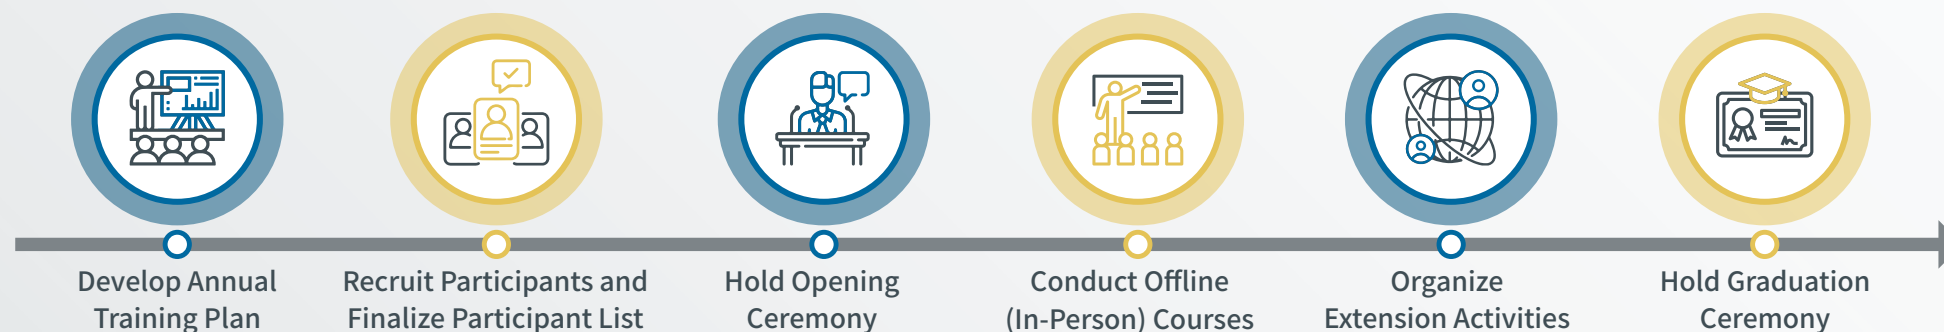 Develop Annual
Training Plan
Recruit Participants and
Finalize Participant List
Hold Opening
Ceremony
Conduct Offline
(In-Person) Courses
Organize
Extension Activities
Hold Graduation
Ceremony